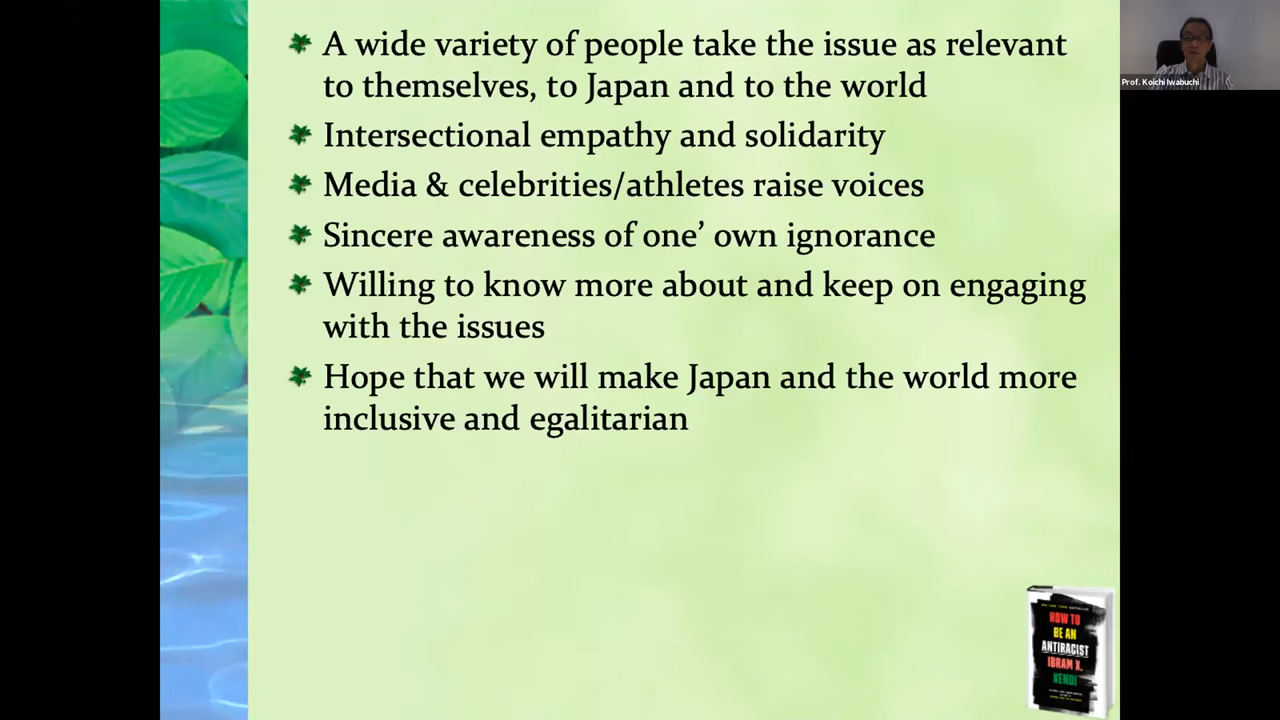 A wide variety of people take the issue as relevant
to themselves, to Japan and to the world
Intersectional empathy and solidarity
Media & celebrities/athletes raise voices
Sincere awareness of one’ own ignorance
Willing to know more about and keep on engaging
with the issues
Hope that we will make Japan and the world more
inclusive and egalitarian
Prof. Koichi Iwabuchi
HOW TO
BE AN
ANTIRACIST
IBRAM X.
KENDI